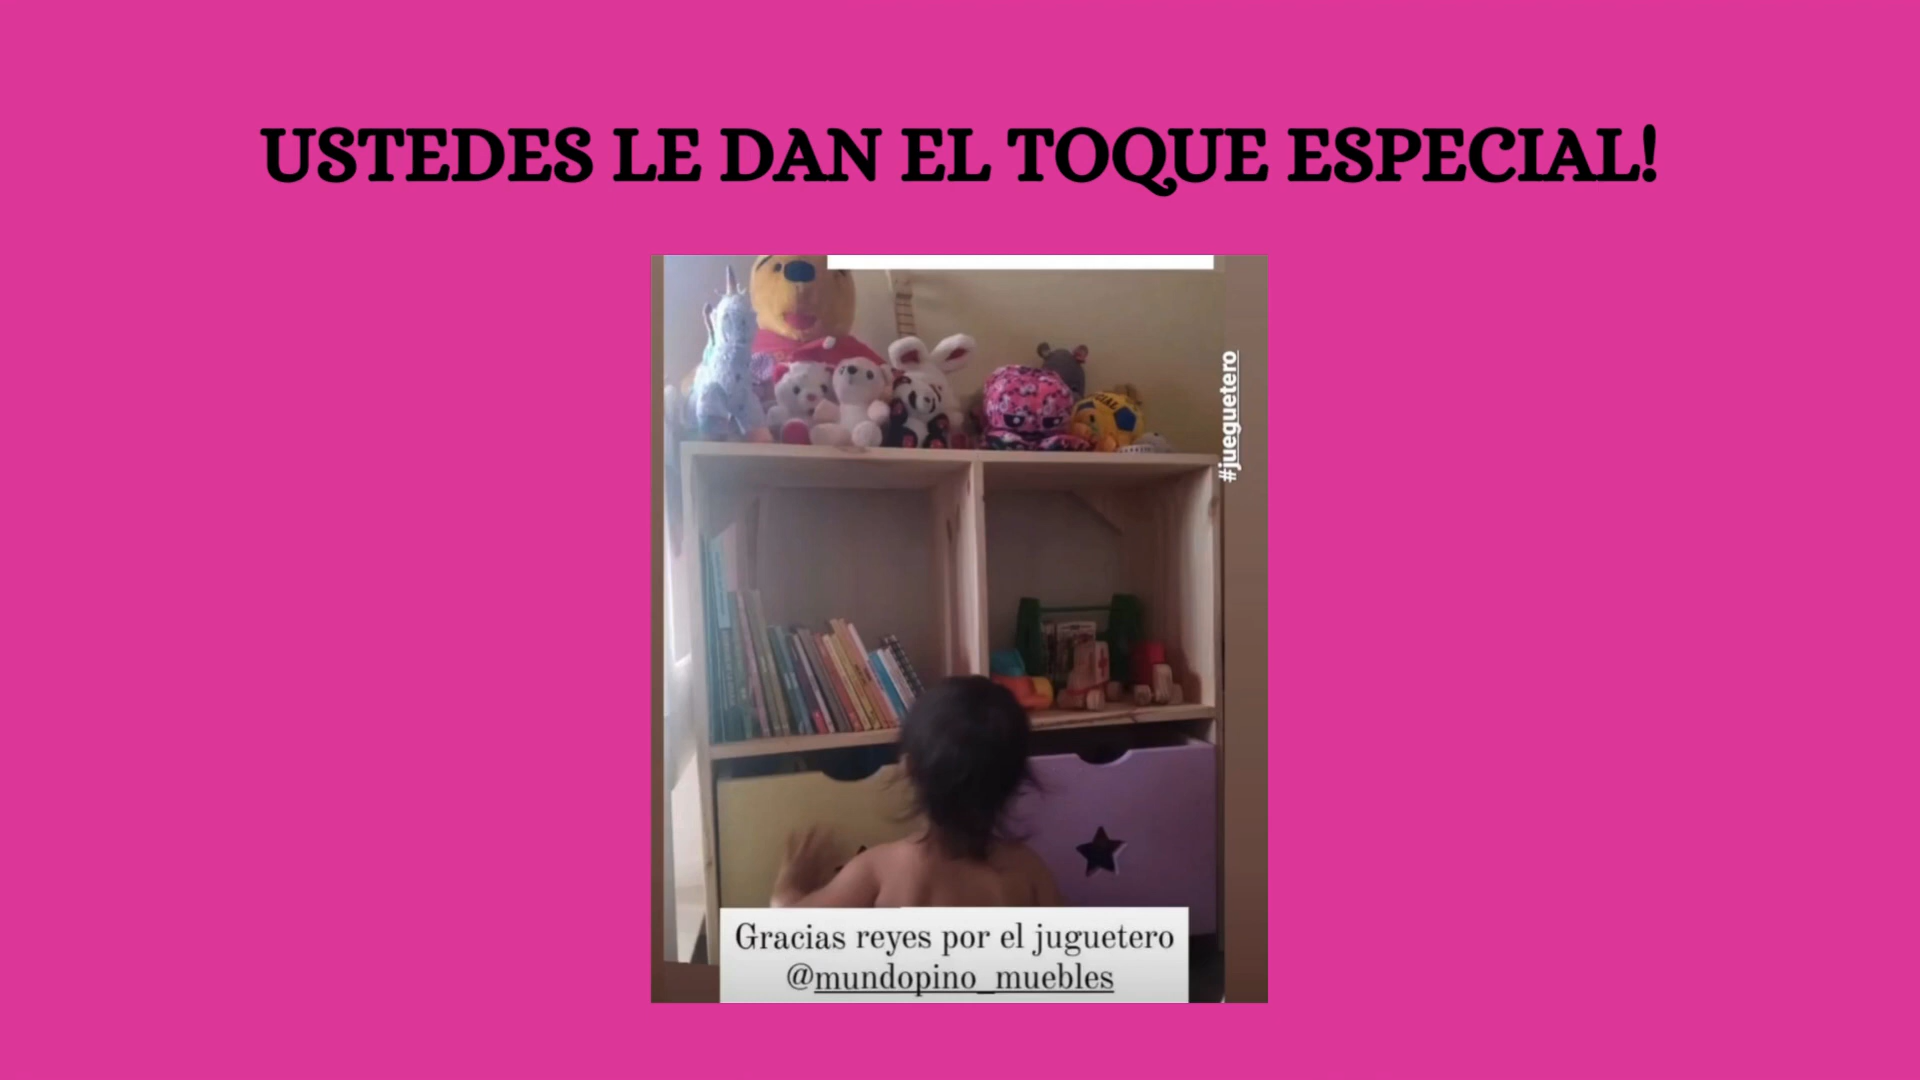 USTEDES LE DAN EL TOQUE ESPECIAL!
#jueguetero
Gracias reyes por el juguetero
@mundopino_muebles